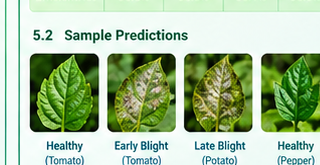 5.2 Sample Predictions
Healthy Early Blight Late Blight Healthy
(Tomato) (Tomato) (Potato) (Pepper)